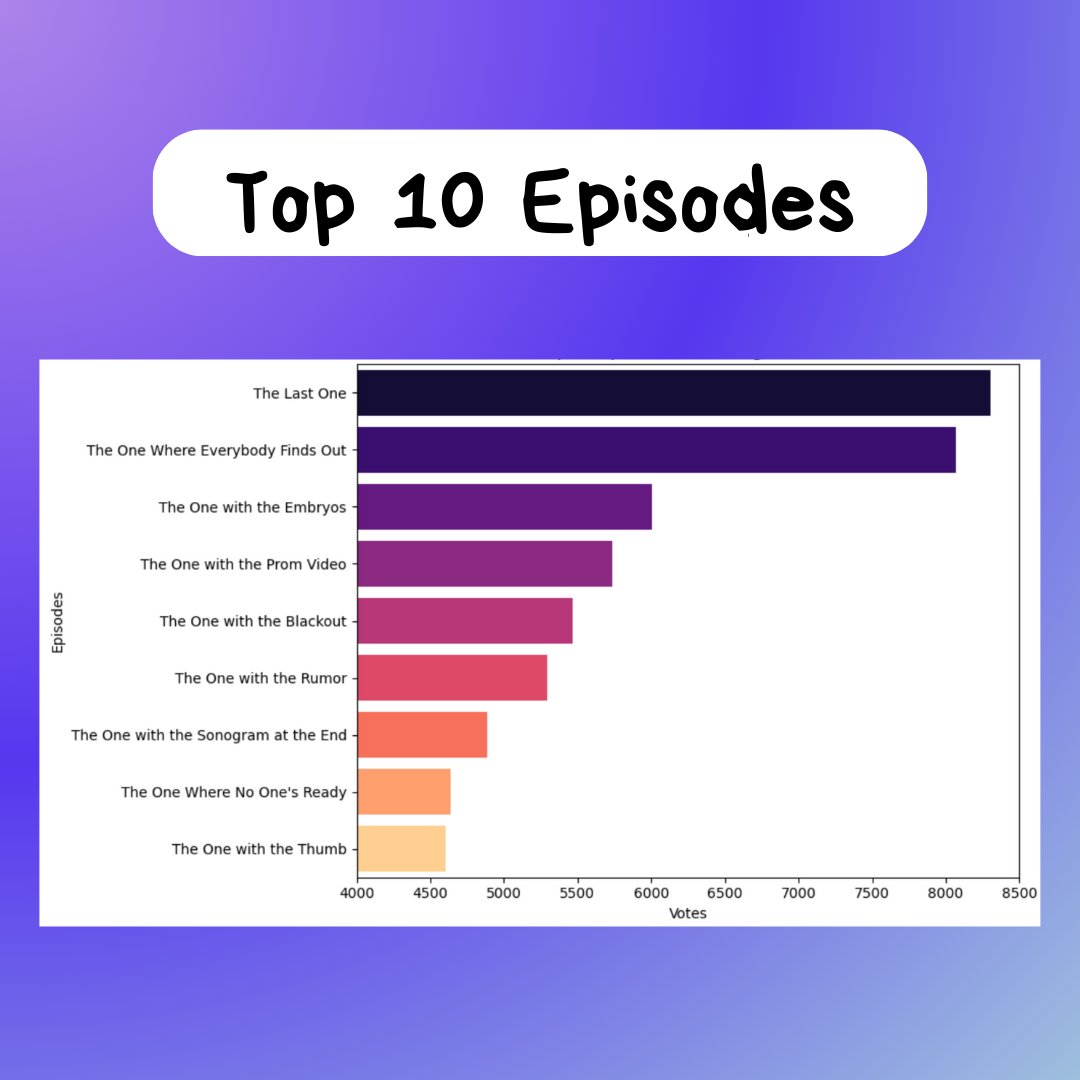 Top 10 Episodes
The Last One
The One Where Everybody Finds Out
The One with the Embryos
The One with the Prom Video
The One with the Blackout
The One with the Rumor
The One with the Sonogram at the End
The One Where No One's Ready
The One with the Thumb
Episodes
4000 4500 5000 5500 6000 6500 7000 7500 8000 8500
Votes